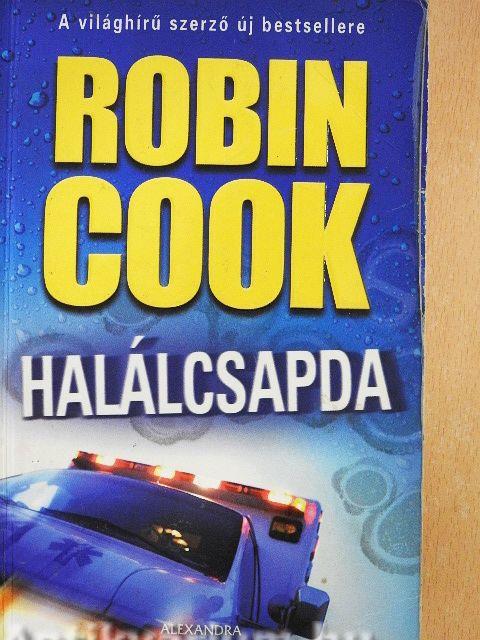 A világhírű szerző új bestsellere
ROBIN
COOK
HALÁLCSAPDA
ALEXANDRA